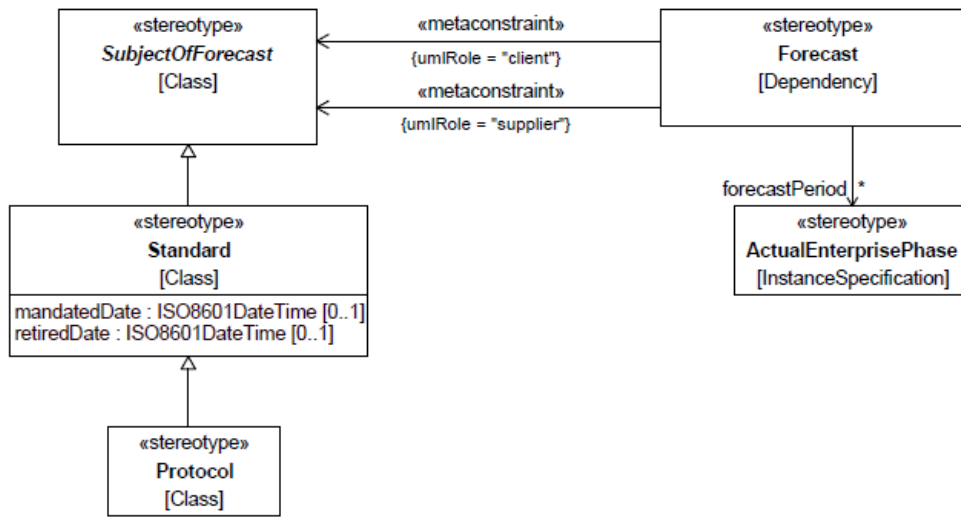 «stereotype»
SubjectOfForecast
[Class]
«metaconstraint»
{umlRole = "client"}
«metaconstraint»
{umlRole = "supplier"}
«stereotype»
Forecast
[Dependency]
forecastPeriod *
«stereotype»
Standard
[Class]
mandatedDate : ISO8601DateTime [0..1]
retiredDate : ISO8601DateTime [0..1]
«stereotype»
ActualEnterprisePhase
[InstanceSpecification]
«stereotype»
Protocol
[Class]